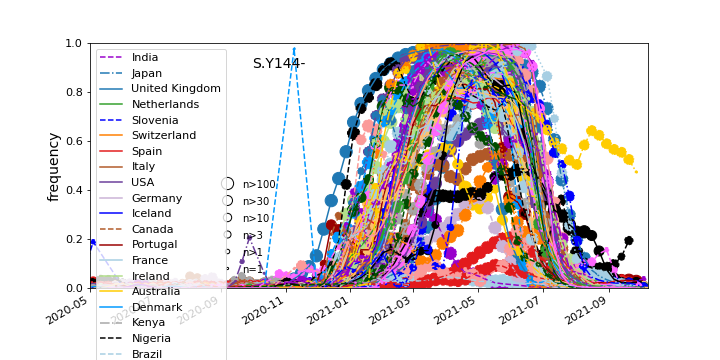 S.Y144-
frequency
1.0
0.8
0.6
0.4
0.2
0.0
India
Japan
United Kingdom
Netherlands
Slovenia
Switzerland
Spain
Italy
USA
Germany
Iceland
Canada
Portugal
France
Ireland
Australia
Denmark
Kenya
Nigeria
Brazil
n>100
n>30
n>10
n>3
n>1
n=1
2020-05
2020-07
2020-09
2020-11
2021-01
2021-03
2021-05
2021-07
2021-09